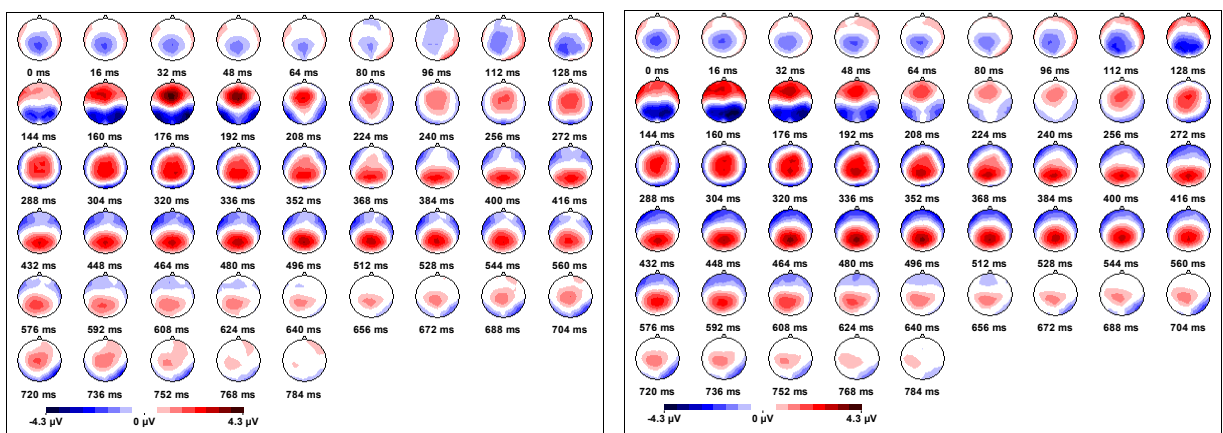 0 ms 16 ms 32 ms 48 ms 64 ms 80 ms 96 ms 112 ms 128 ms
144 ms 160 ms 176 ms 192 ms 208 ms 224 ms 240 ms 256 ms 272 ms
288 ms 304 ms 320 ms 336 ms 352 ms 368 ms 384 ms 400 ms 416 ms
432 ms 448 ms 464 ms 480 ms 496 ms 512 ms 528 ms 544 ms 560 ms
576 ms 592 ms 608 ms 624 ms 640 ms 656 ms 672 ms 688 ms 704 ms
720 ms 736 ms 752 ms 768 ms 784 ms
-4.3 µV 0 µV 4.3 µV
0 ms 16 ms 32 ms 48 ms 64 ms 80 ms 96 ms 112 ms 128 ms
144 ms 160 ms 176 ms 192 ms 208 ms 224 ms 240 ms 256 ms 272 ms
288 ms 304 ms 320 ms 336 ms 352 ms 368 ms 384 ms 400 ms 416 ms
432 ms 448 ms 464 ms 480 ms 496 ms 512 ms 528 ms 544 ms 560 ms
576 ms 592 ms 608 ms 624 ms 640 ms 656 ms 672 ms 688 ms 704 ms
720 ms 736 ms 752 ms 768 ms 784 ms
-4.3 µV 0 µV 4.3 µV